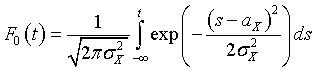 $F_0(t) = \frac{1}{\sqrt{2\pi\sigma_X^2}} \int_{-\infty}^{t} \exp\left(-\frac{(s-a_X)^2}{2\sigma_X^2}\right) ds$